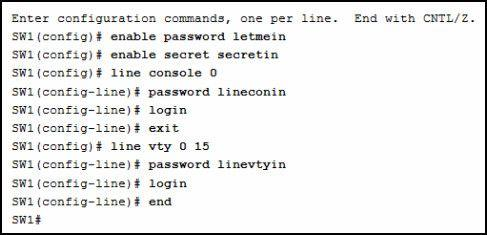 Enter configuration commands, one per line.  End with CNTL/Z.
SW1(config)# enable password letmein
SW1(config)# enable secret secretin
SW1(config)# line console 0
SW1(config-line)# password lineconin
SW1(config-line)# login
SW1(config-line)# exit
SW1(config)# line vty 0 15
SW1(config-line)# password linevtyin
SW1(config-line)# login
SW1(config-line)# end
SW1#